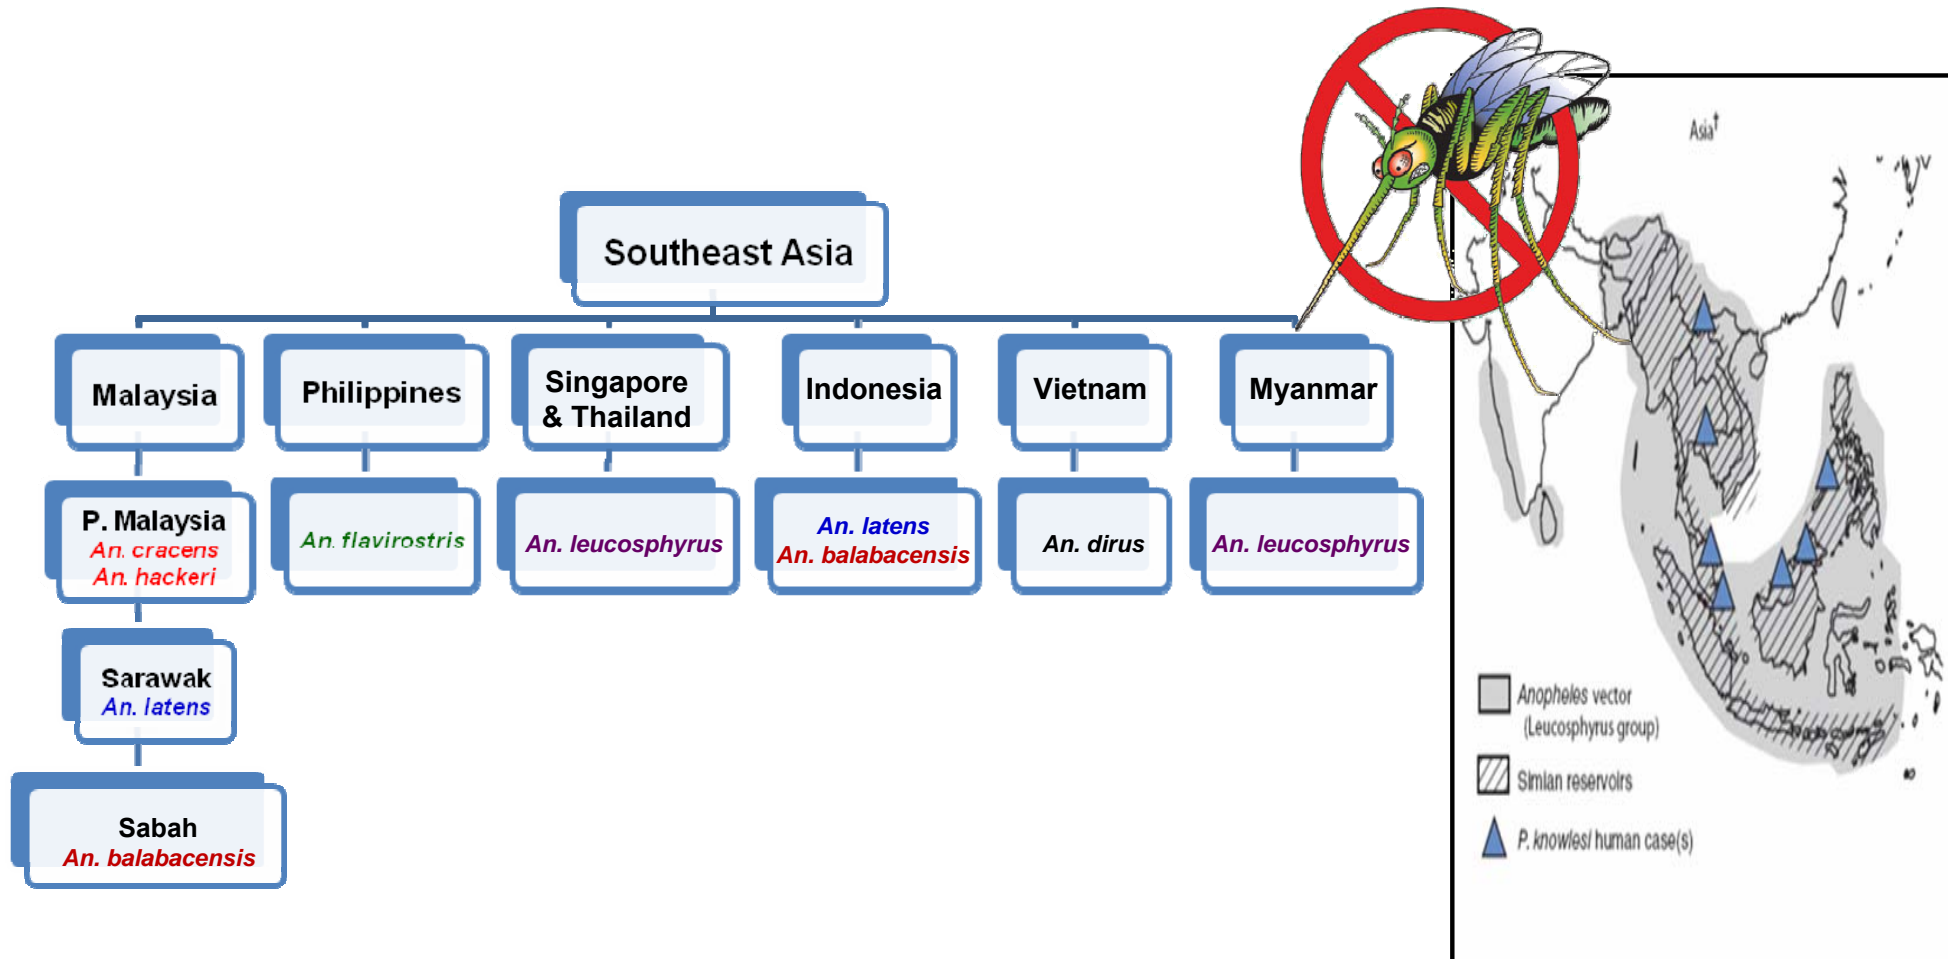 Southeast Asia
Malaysia
Philippines
Singapore
& Thailand
Indonesia
Vietnam
Myanmar
P. Malaysia
An. cracens
An. hackeri
An. flavirostris
An. leucosphyrus
An. latens
An. balabacensis
An. dirus
An. leucosphyrus
Sarawak
An. latens
Sabah
An. balabacensis
Asia†
Anopheles vector
(Leucosphyrus group)
Simian reservoirs
P. knowlesi human case(s)